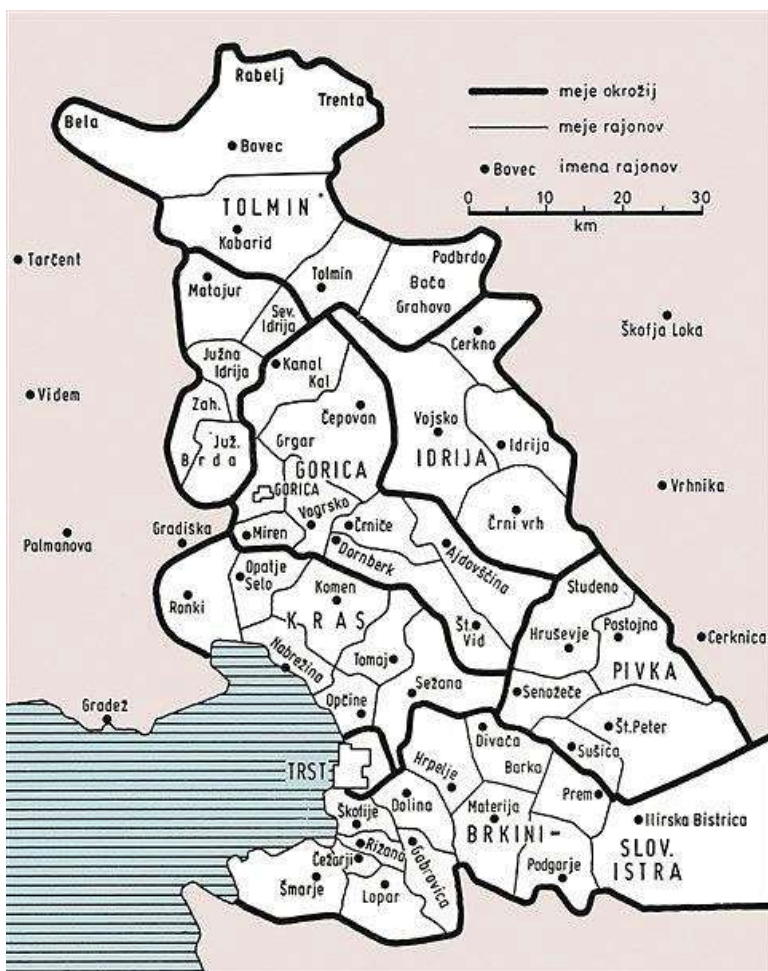 Rabelj
Trenta
Bela
Bovec
meje okrožij
meje rajonov
Bovec imena rajonov
0 10 20 30
km
TOLMIN
Kobarid
Tarčent
Matajur
Tolmin
Podbrdo
Bača
Grahovo
Sev.
Idrija
Cerkno
Škofja Loka
Južna
Idrija
Kanal
Kal
Videm
Zah.
Juž.
Brda
Čepovan
Grgar
Vojsko
Idrija
IDRIJA
GORICA
GORICA
Vrhnika
Vogrsko
Črniče
Črni vrh
Gradiška
Miren
Dornberk
Ajdovščina
Palmanova
Opatje
Selo
Komen
Studeno
Ronki
KRAS
Št.
Vid
Hruševje
Postojna
Cerknica
Nabrežina
Tomaj
PIVKA
Sežana
Senožeče
Gradež
Opčine
Divača
Št.Peter
Sušica
TRST
Hrpelje
Barka
Dolina
Prem
Škofije
Materija
Ilirska Bistrica
BRKINI-
SLOV.
ISTRA
Rižana
Čežarji
Gabrovica
Podgorje
Šmarje
Lopar